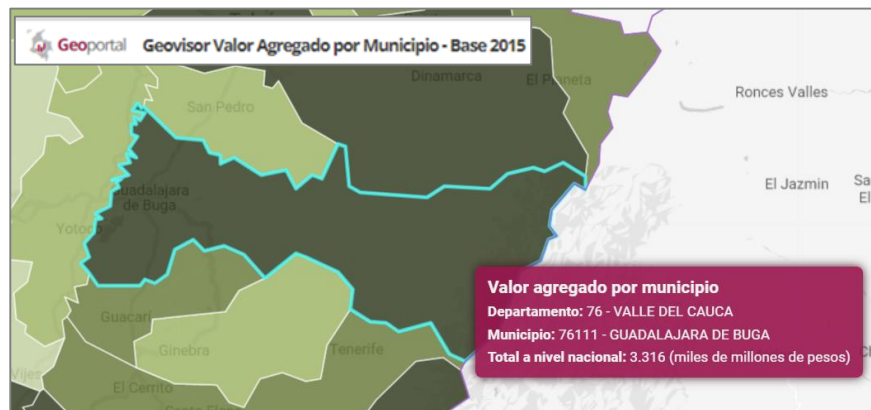 Geoportal Geovisor Valor Agregado por Municipio - Base 2015
Dinamarca
El Planeta
San Pedro
Ronces Valles
Guadalajara
de Buga
El Jazmin
Yotoco
Guacarí
Ginebra
Tenerife
Vijes
El Cerrito
Valor agregado por municipio
Departamento: 76 - VALLE DEL CAUCA
Municipio: 76111 - GUADALAJARA DE BUGA
Total a nivel nacional: 3.316 (miles de millones de pesos)